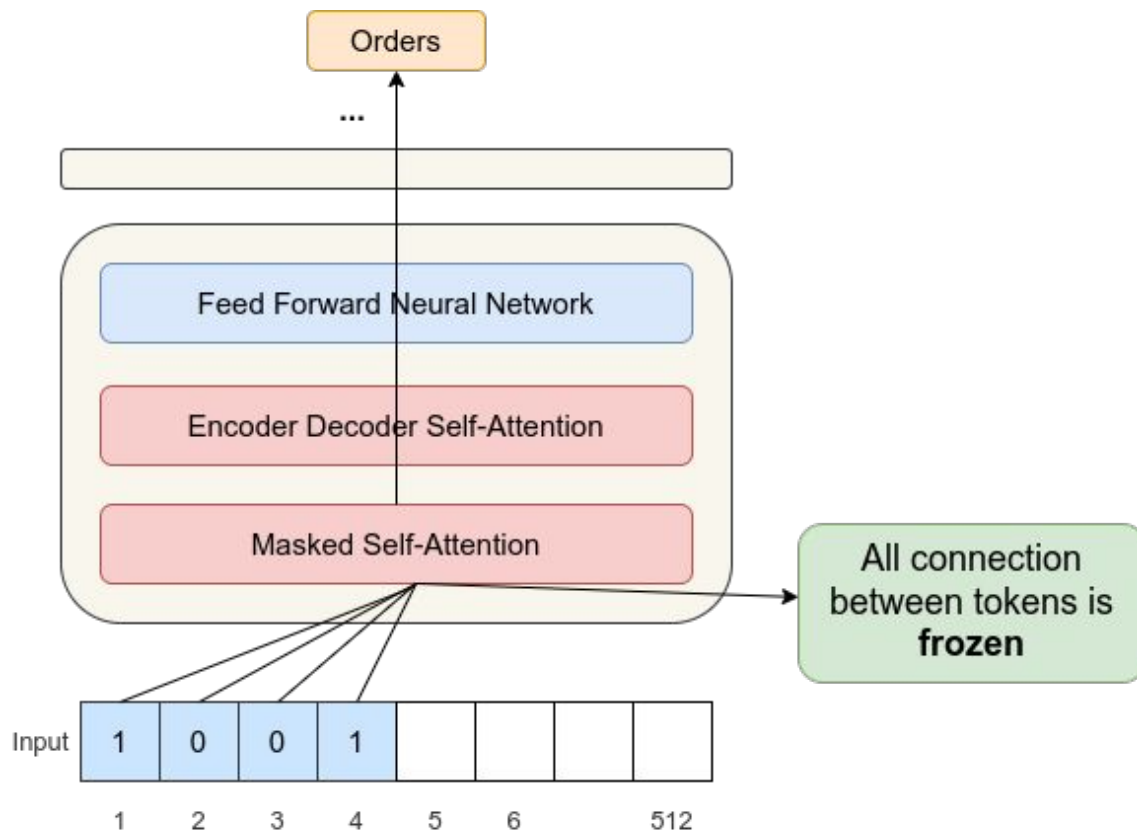 Orders
...
Feed Forward Neural Network
Encoder Decoder Self-Attention
Masked Self-Attention
All connection
between tokens is
frozen
Input 1 0 0 1
1 2 3 4 5 6 512